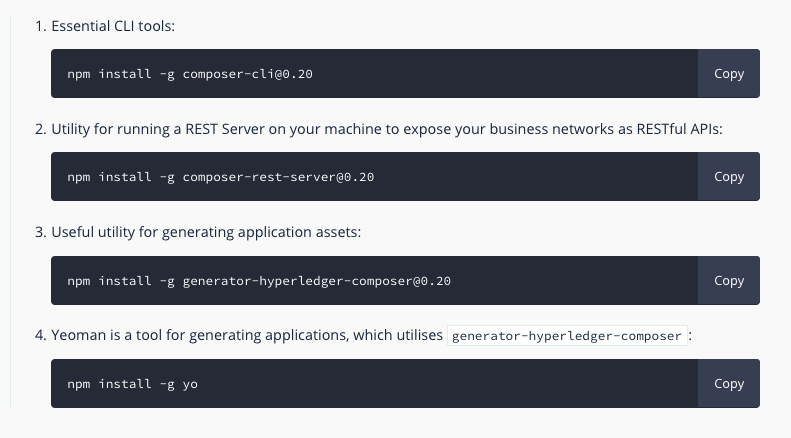 1. Essential CLI tools:
npm install -g composer-cli@0.20
Copy
2. Utility for running a REST Server on your machine to expose your business networks as RESTful APIs:
npm install -g composer-rest-server@0.20
Copy
3. Useful utility for generating application assets:
npm install -g generator-hyperledger-composer@0.20
Copy
4. Yeoman is a tool for generating applications, which utilises generator-hyperledger-composer:
npm install -g yo
Copy